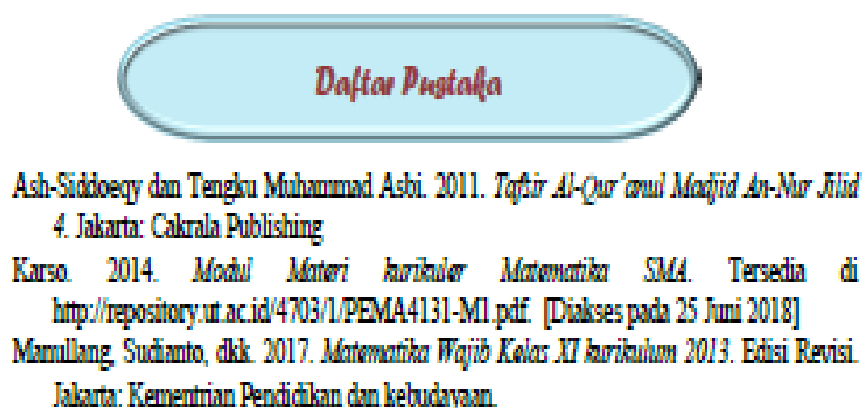 Daftar Pustaka
Ash-Siddoeqy dan Tengku Muhammad Asbi. 2011. Tafsir Al-Qur'anul Madjid An-Nur Jilid
4. Jakarta: Cakrala Publishing
Karso. 2014. Modul Materi kurikuler Matematika SMA. Tersedia di
http://repository.ut.ac.id/4703/1/PEMA4131-M1.pdf. [Diakses pada 25 Juni 2018]
Manullang, Sudianto, dkk. 2017. Matematika Wajib Kelas XI kurikulum 2013. Edisi Revisi.
Jakarta: Kementrian Pendidikan dan kebudayaan.